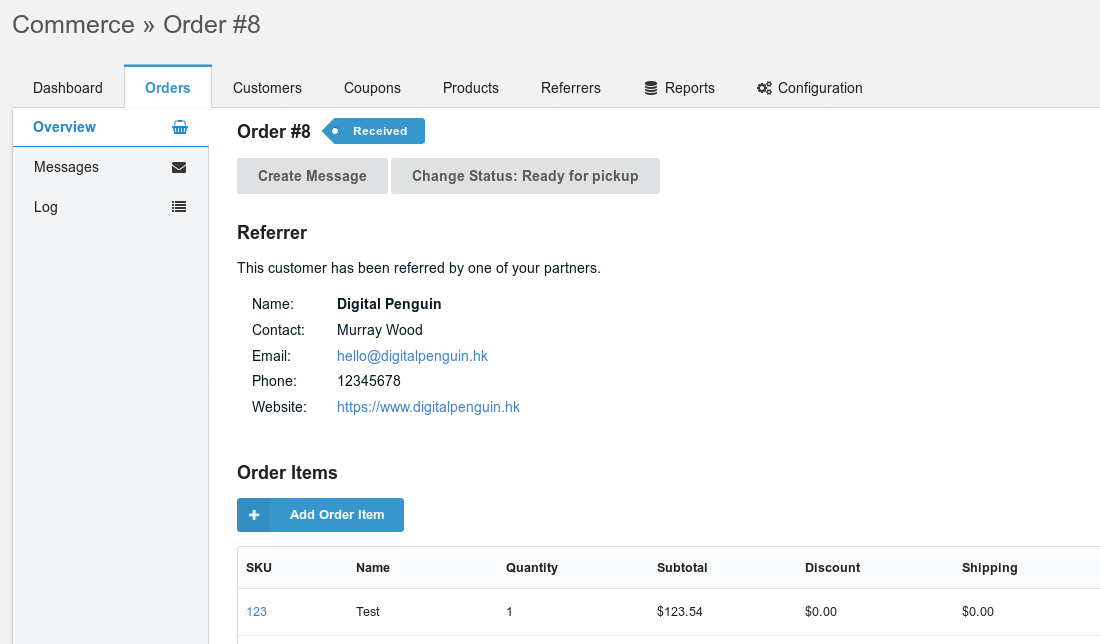 Commerce » Order #8
Dashboard Orders Customers Coupons Products Referrers Reports Configuration
Overview
Messages
Log
Order #8 Received
Create Message Change Status: Ready for pickup
Referrer
This customer has been referred by one of your partners.
Name: Digital Penguin
Contact: Murray Wood
Email: hello@digitalpenguin.hk
Phone: 12345678
Website: https://www.digitalpenguin.hk
Order Items
+ Add Order Item
SKU Name Quantity Subtotal Discount Shipping
123 Test 1 $123.54 $0.00 $0.00